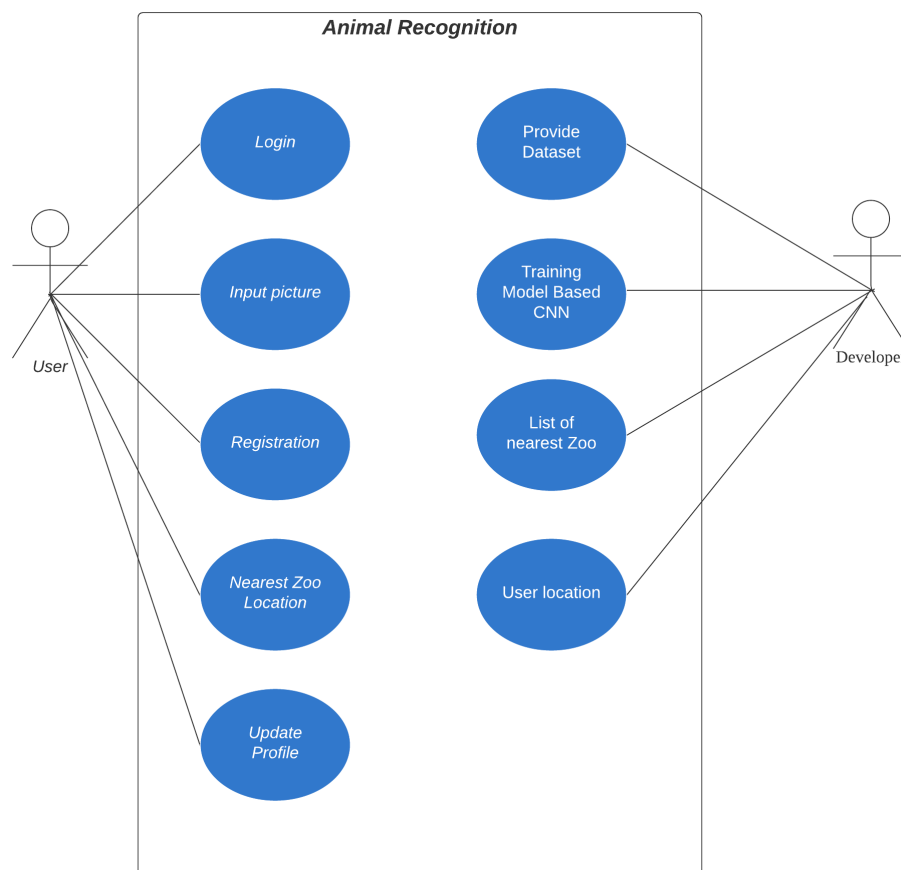 Animal Recognition
Login
Provide
Dataset
Input picture
Training
Model Based
CNN
User
Develope
Registration
List of
nearest Zoo
Nearest Zoo
Location
User location
Update
Profile